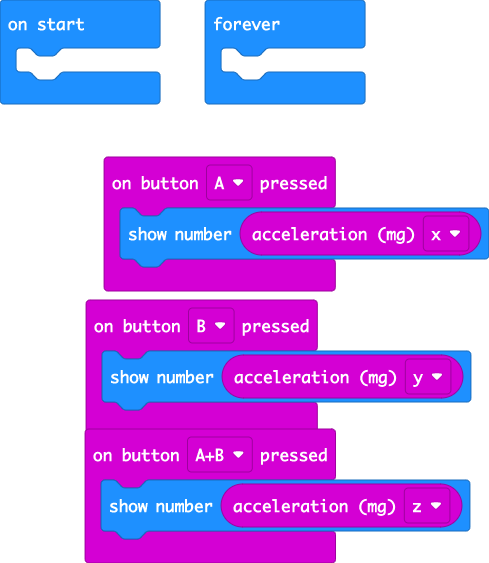 on start
forever
on button A pressed
show number acceleration (mg) x
on button B pressed
show number acceleration (mg) y
on button A+B pressed
show number acceleration (mg) z